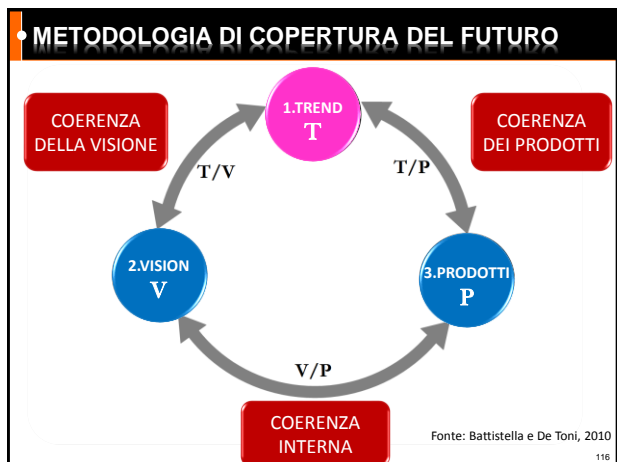 METODOLOGIA DI COPERTURA DEL FUTURO
1.TREND
T
COERENZA
DELLA VISIONE
COERENZA
DEI PRODOTTI
T/V
T/P
2.VISION
V
3.PRODOTTI
P
V/P
COERENZA
INTERNA
Fonte: Battistella e De Toni, 2010
116